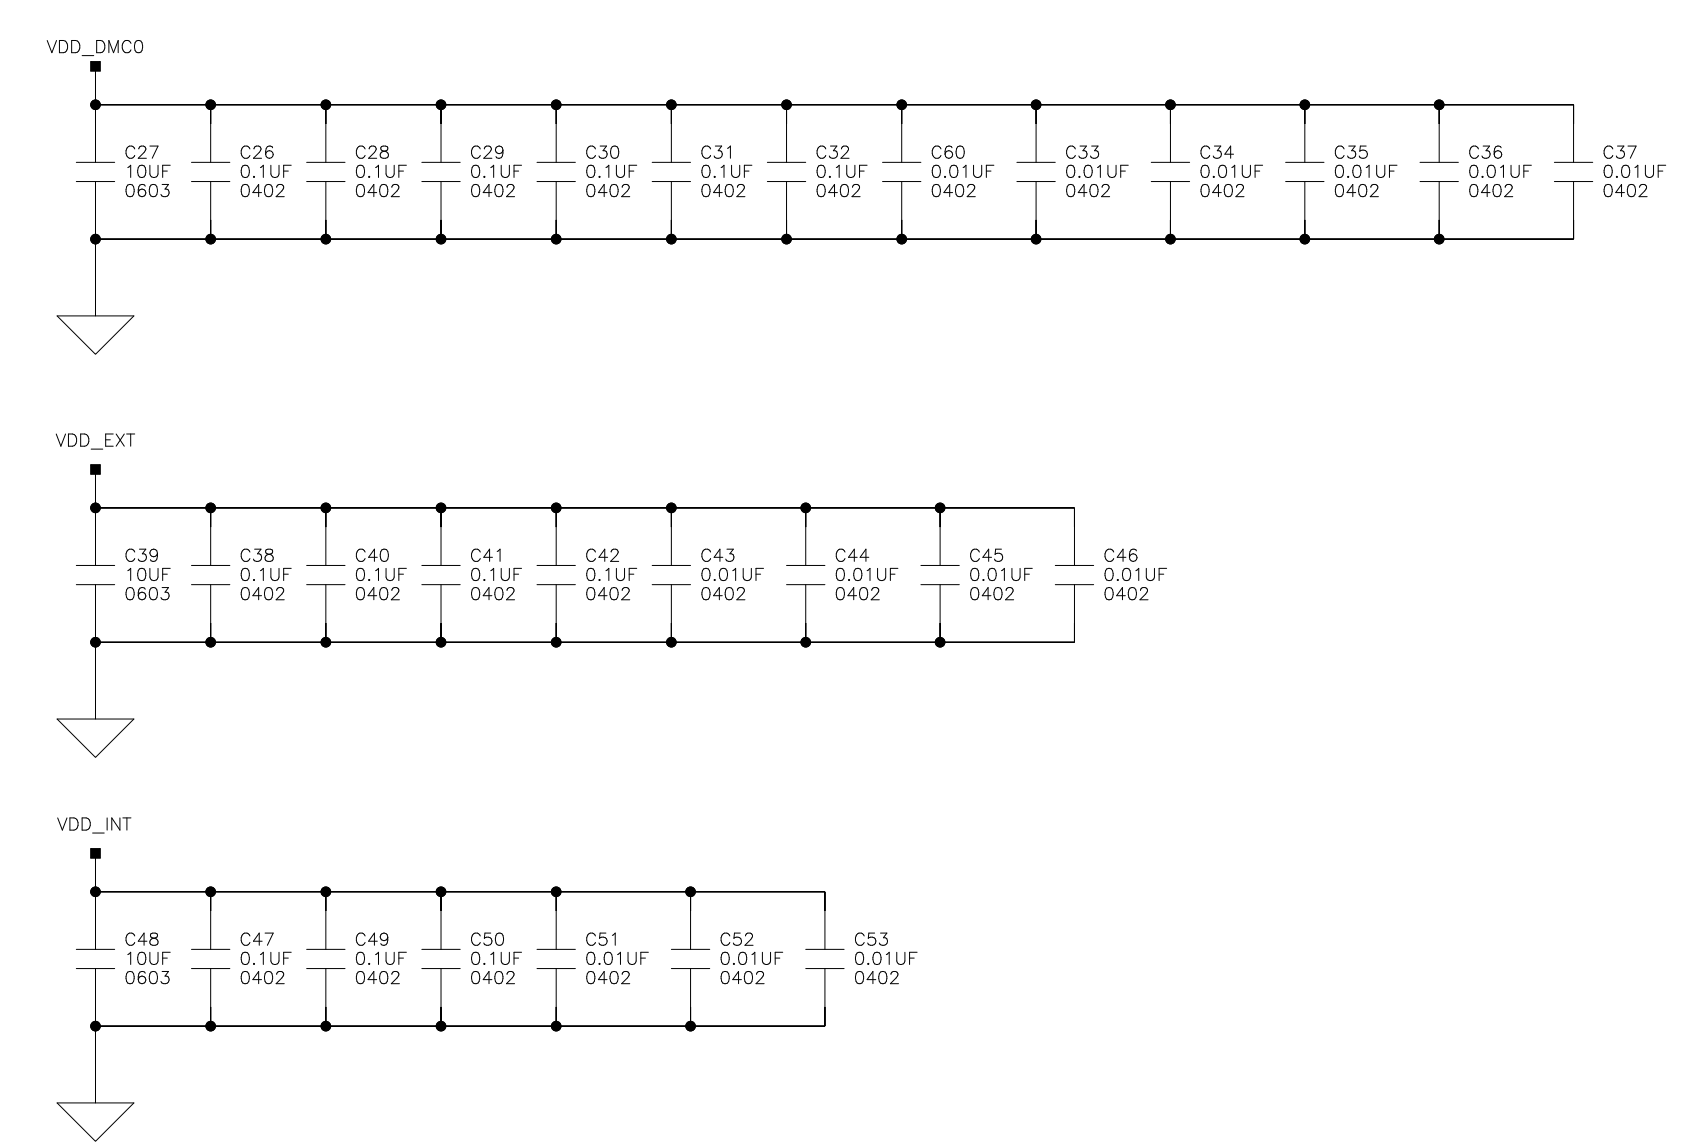 VDD_DMC0
C27
10UF
0603
C26
0.1UF
0402
C28
0.1UF
0402
C29
0.1UF
0402
C30
0.1UF
0402
C31
0.1UF
0402
C32
0.1UF
0402
C60
0.01UF
0402
C33
0.01UF
0402
C34
0.01UF
0402
C35
0.01UF
0402
C36
0.01UF
0402
C37
0.01UF
0402
VDD_EXT
C39
10UF
0603
C38
0.1UF
0402
C40
0.1UF
0402
C41
0.1UF
0402
C42
0.1UF
0402
C43
0.01UF
0402
C44
0.01UF
0402
C45
0.01UF
0402
C46
0.01UF
0402
VDD_INT
C48
10UF
0603
C47
0.1UF
0402
C49
0.1UF
0402
C50
0.1UF
0402
C51
0.01UF
0402
C52
0.01UF
0402
C53
0.01UF
0402